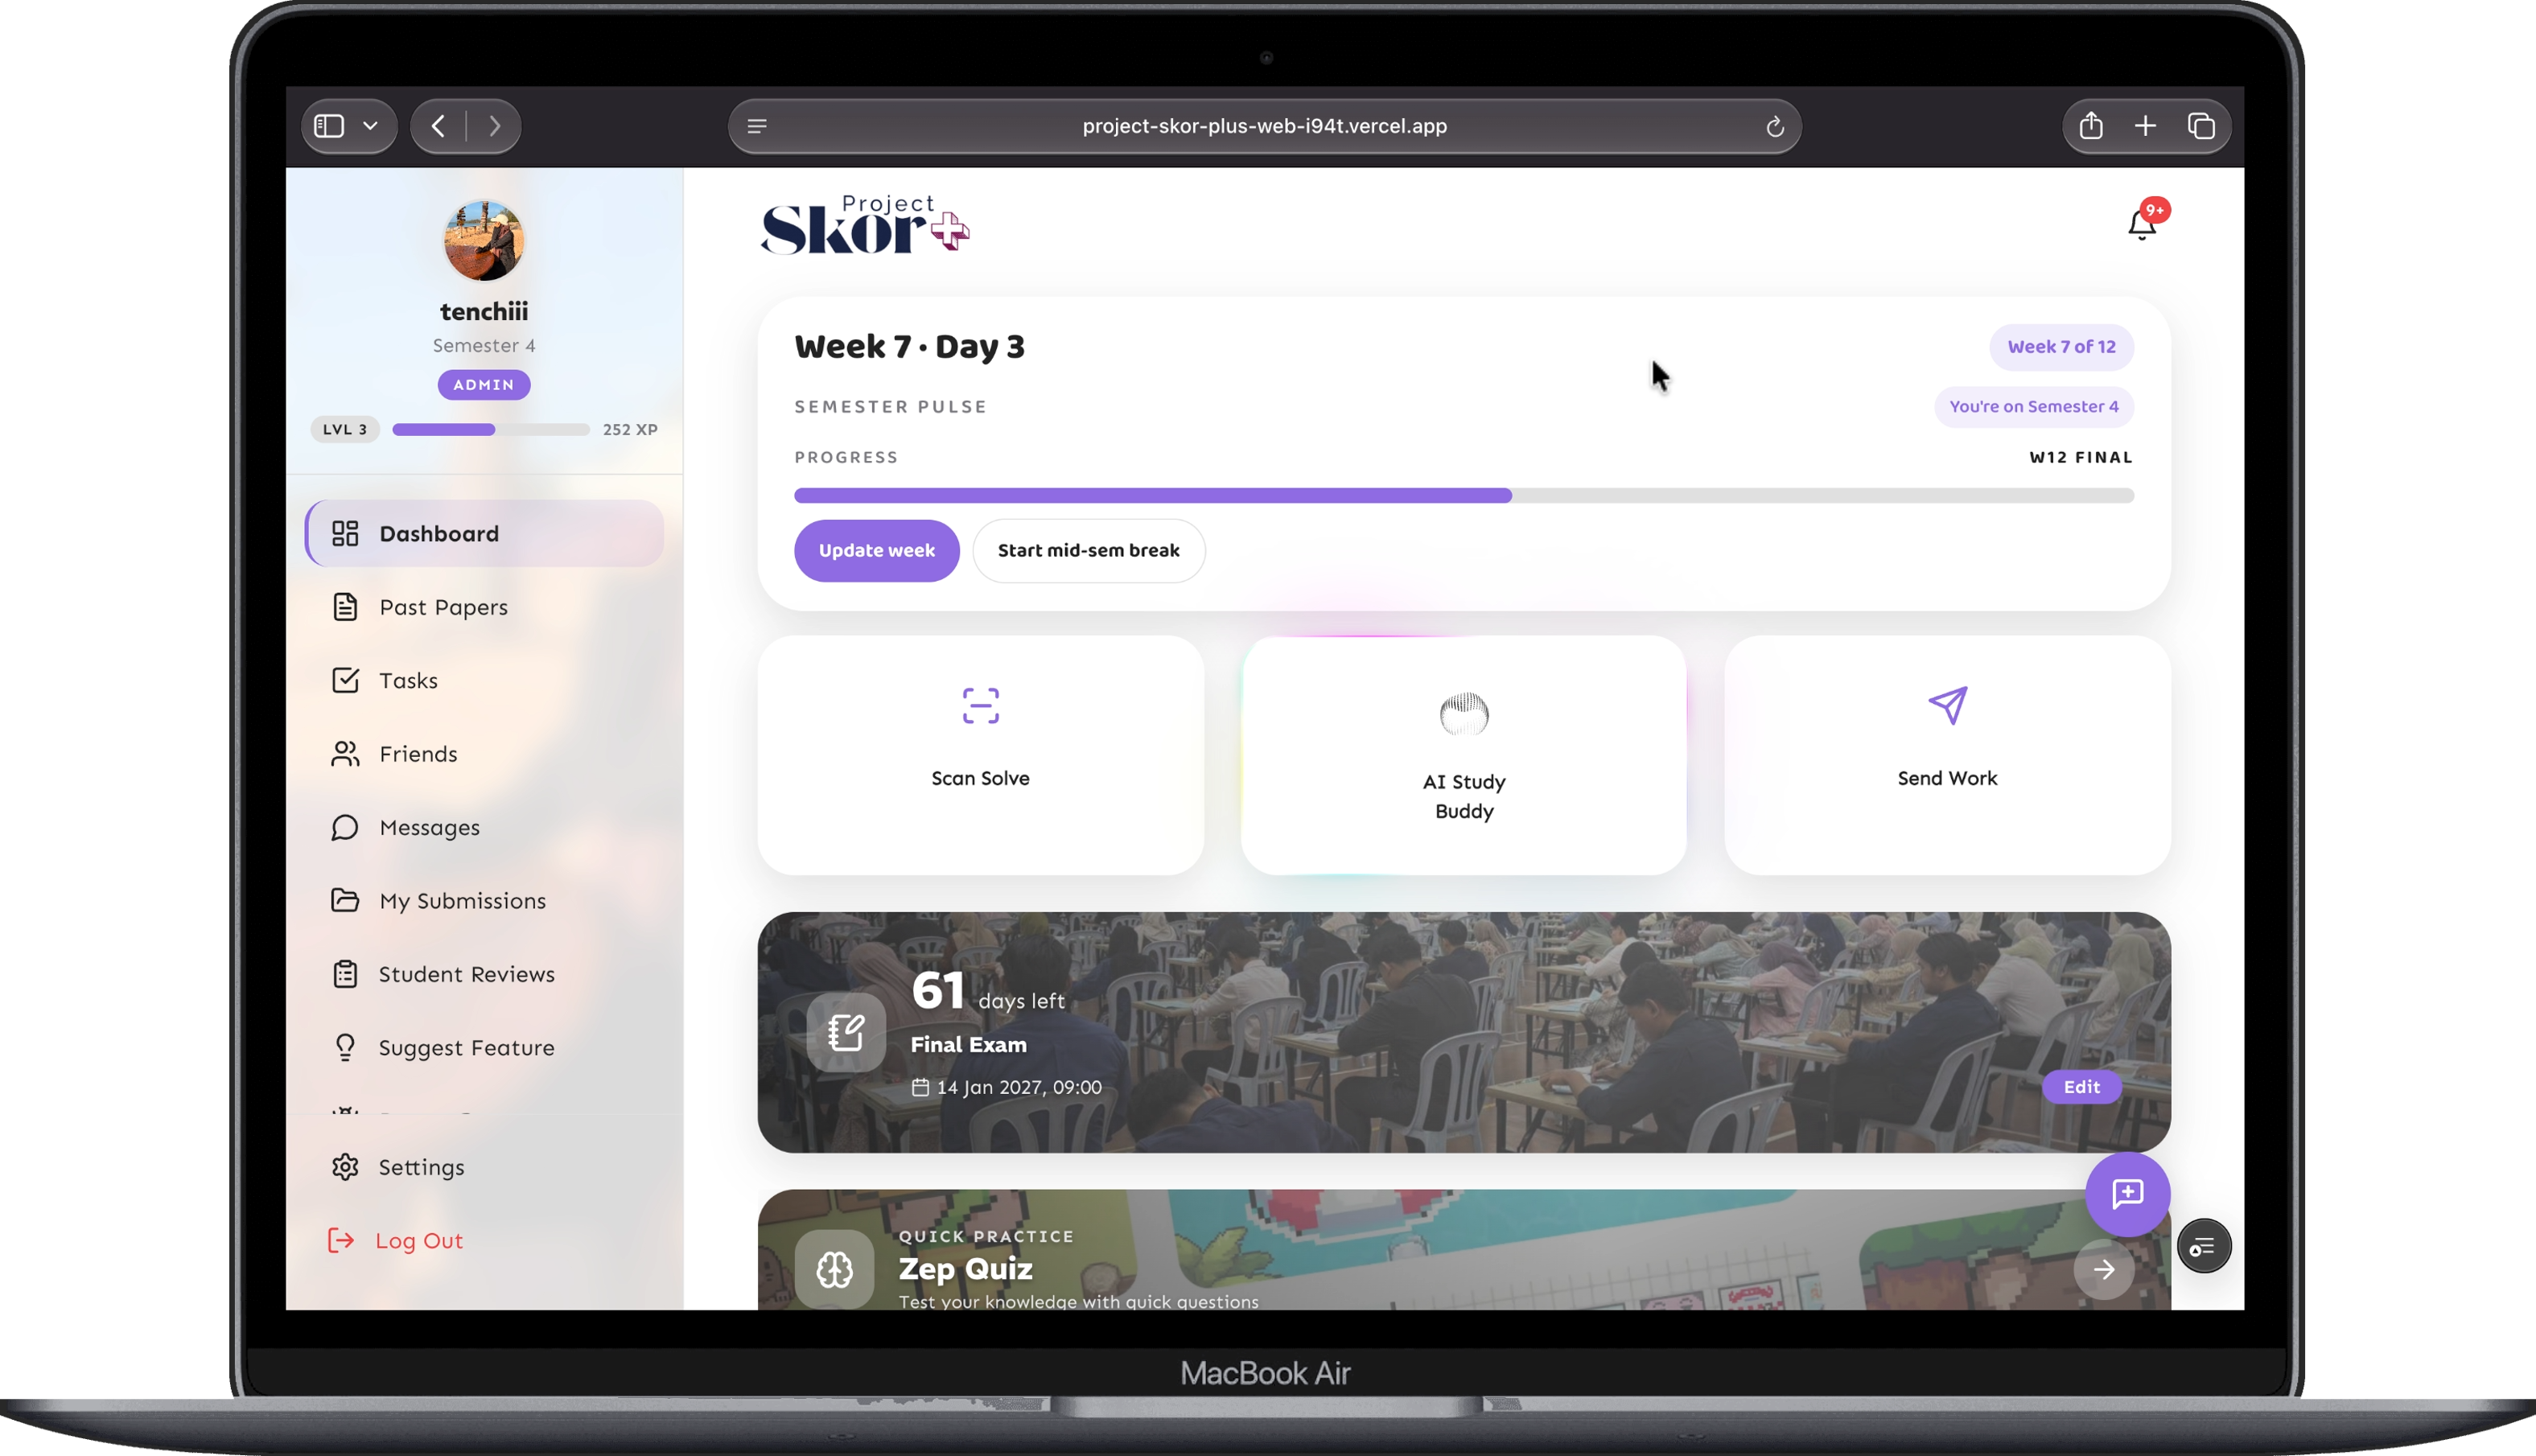 project-skor-plus-web-i94t.vercel.app
tenchiii
Semester 4
ADMIN
LVL 3
252 XP
Dashboard
Past Papers
Tasks
Friends
Messages
My Submissions
Student Reviews
Suggest Feature
Settings
Log Out
Project
Skor
9+
Week 7 · Day 3
Week 7 of 12
SEMESTER PULSE
You're on Semester 4
PROGRESS
W12 FINAL
Update week
Start mid-sem break
Scan Solve
AI Study
Buddy
Send Work
61 days left
Final Exam
14 Jan 2027, 09:00
Edit
QUICK PRACTICE
Zep Quiz
Test your knowledge with quick questions
MacBook Air